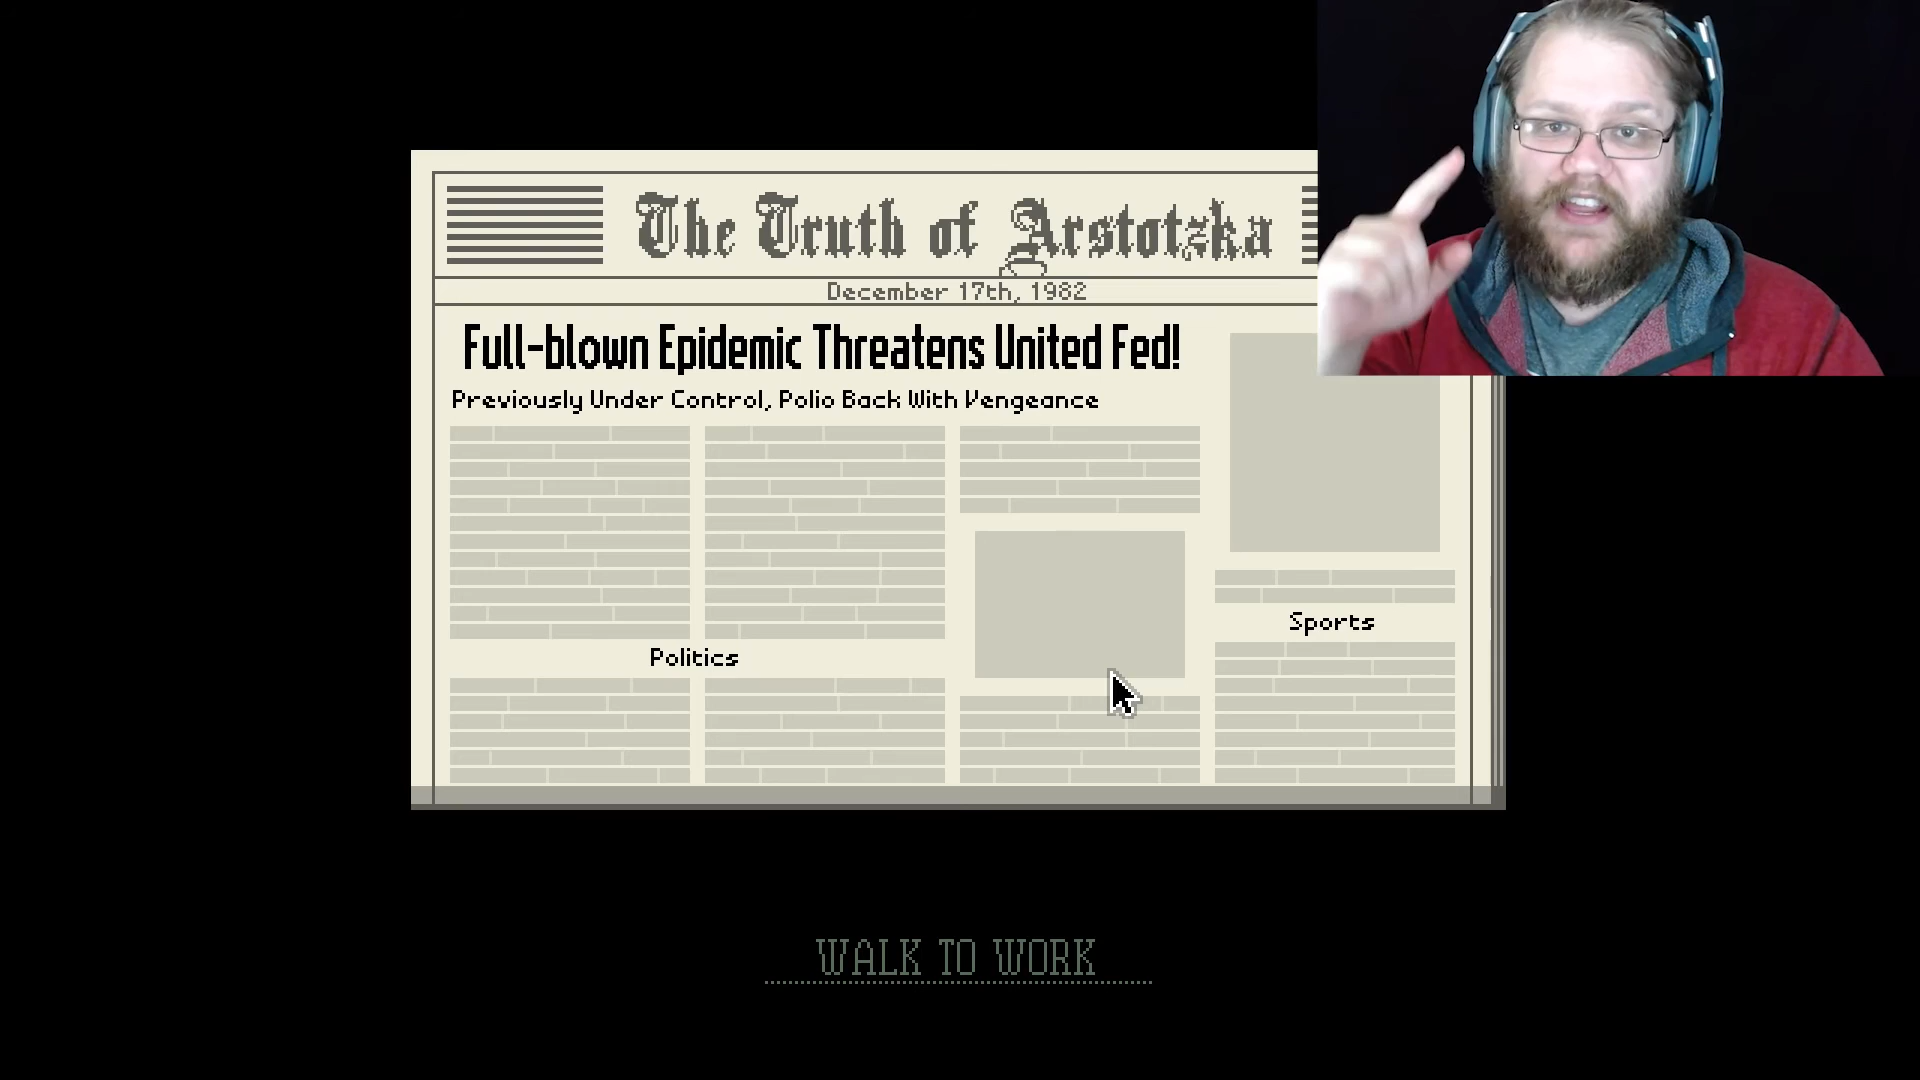 The Truth of Arstotzka
December 17th, 1982
Full-blown Epidemic Threatens United Fed!
Previously Under Control, Polio Back With Vengeance
Politics
Sports
WALK TO WORK